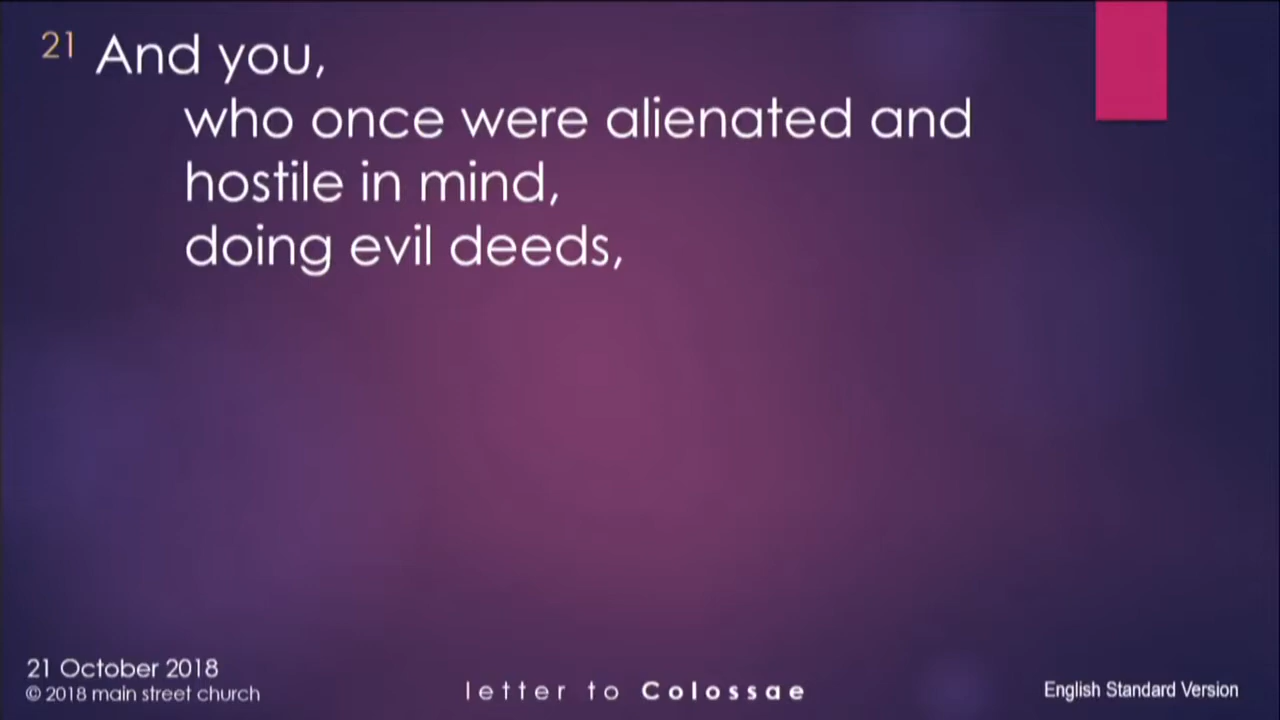 21 And you,
who once were alienated and
hostile in mind,
doing evil deeds,
21 October 2018
© 2018 main street church
letter to Colossae
English Standard Version